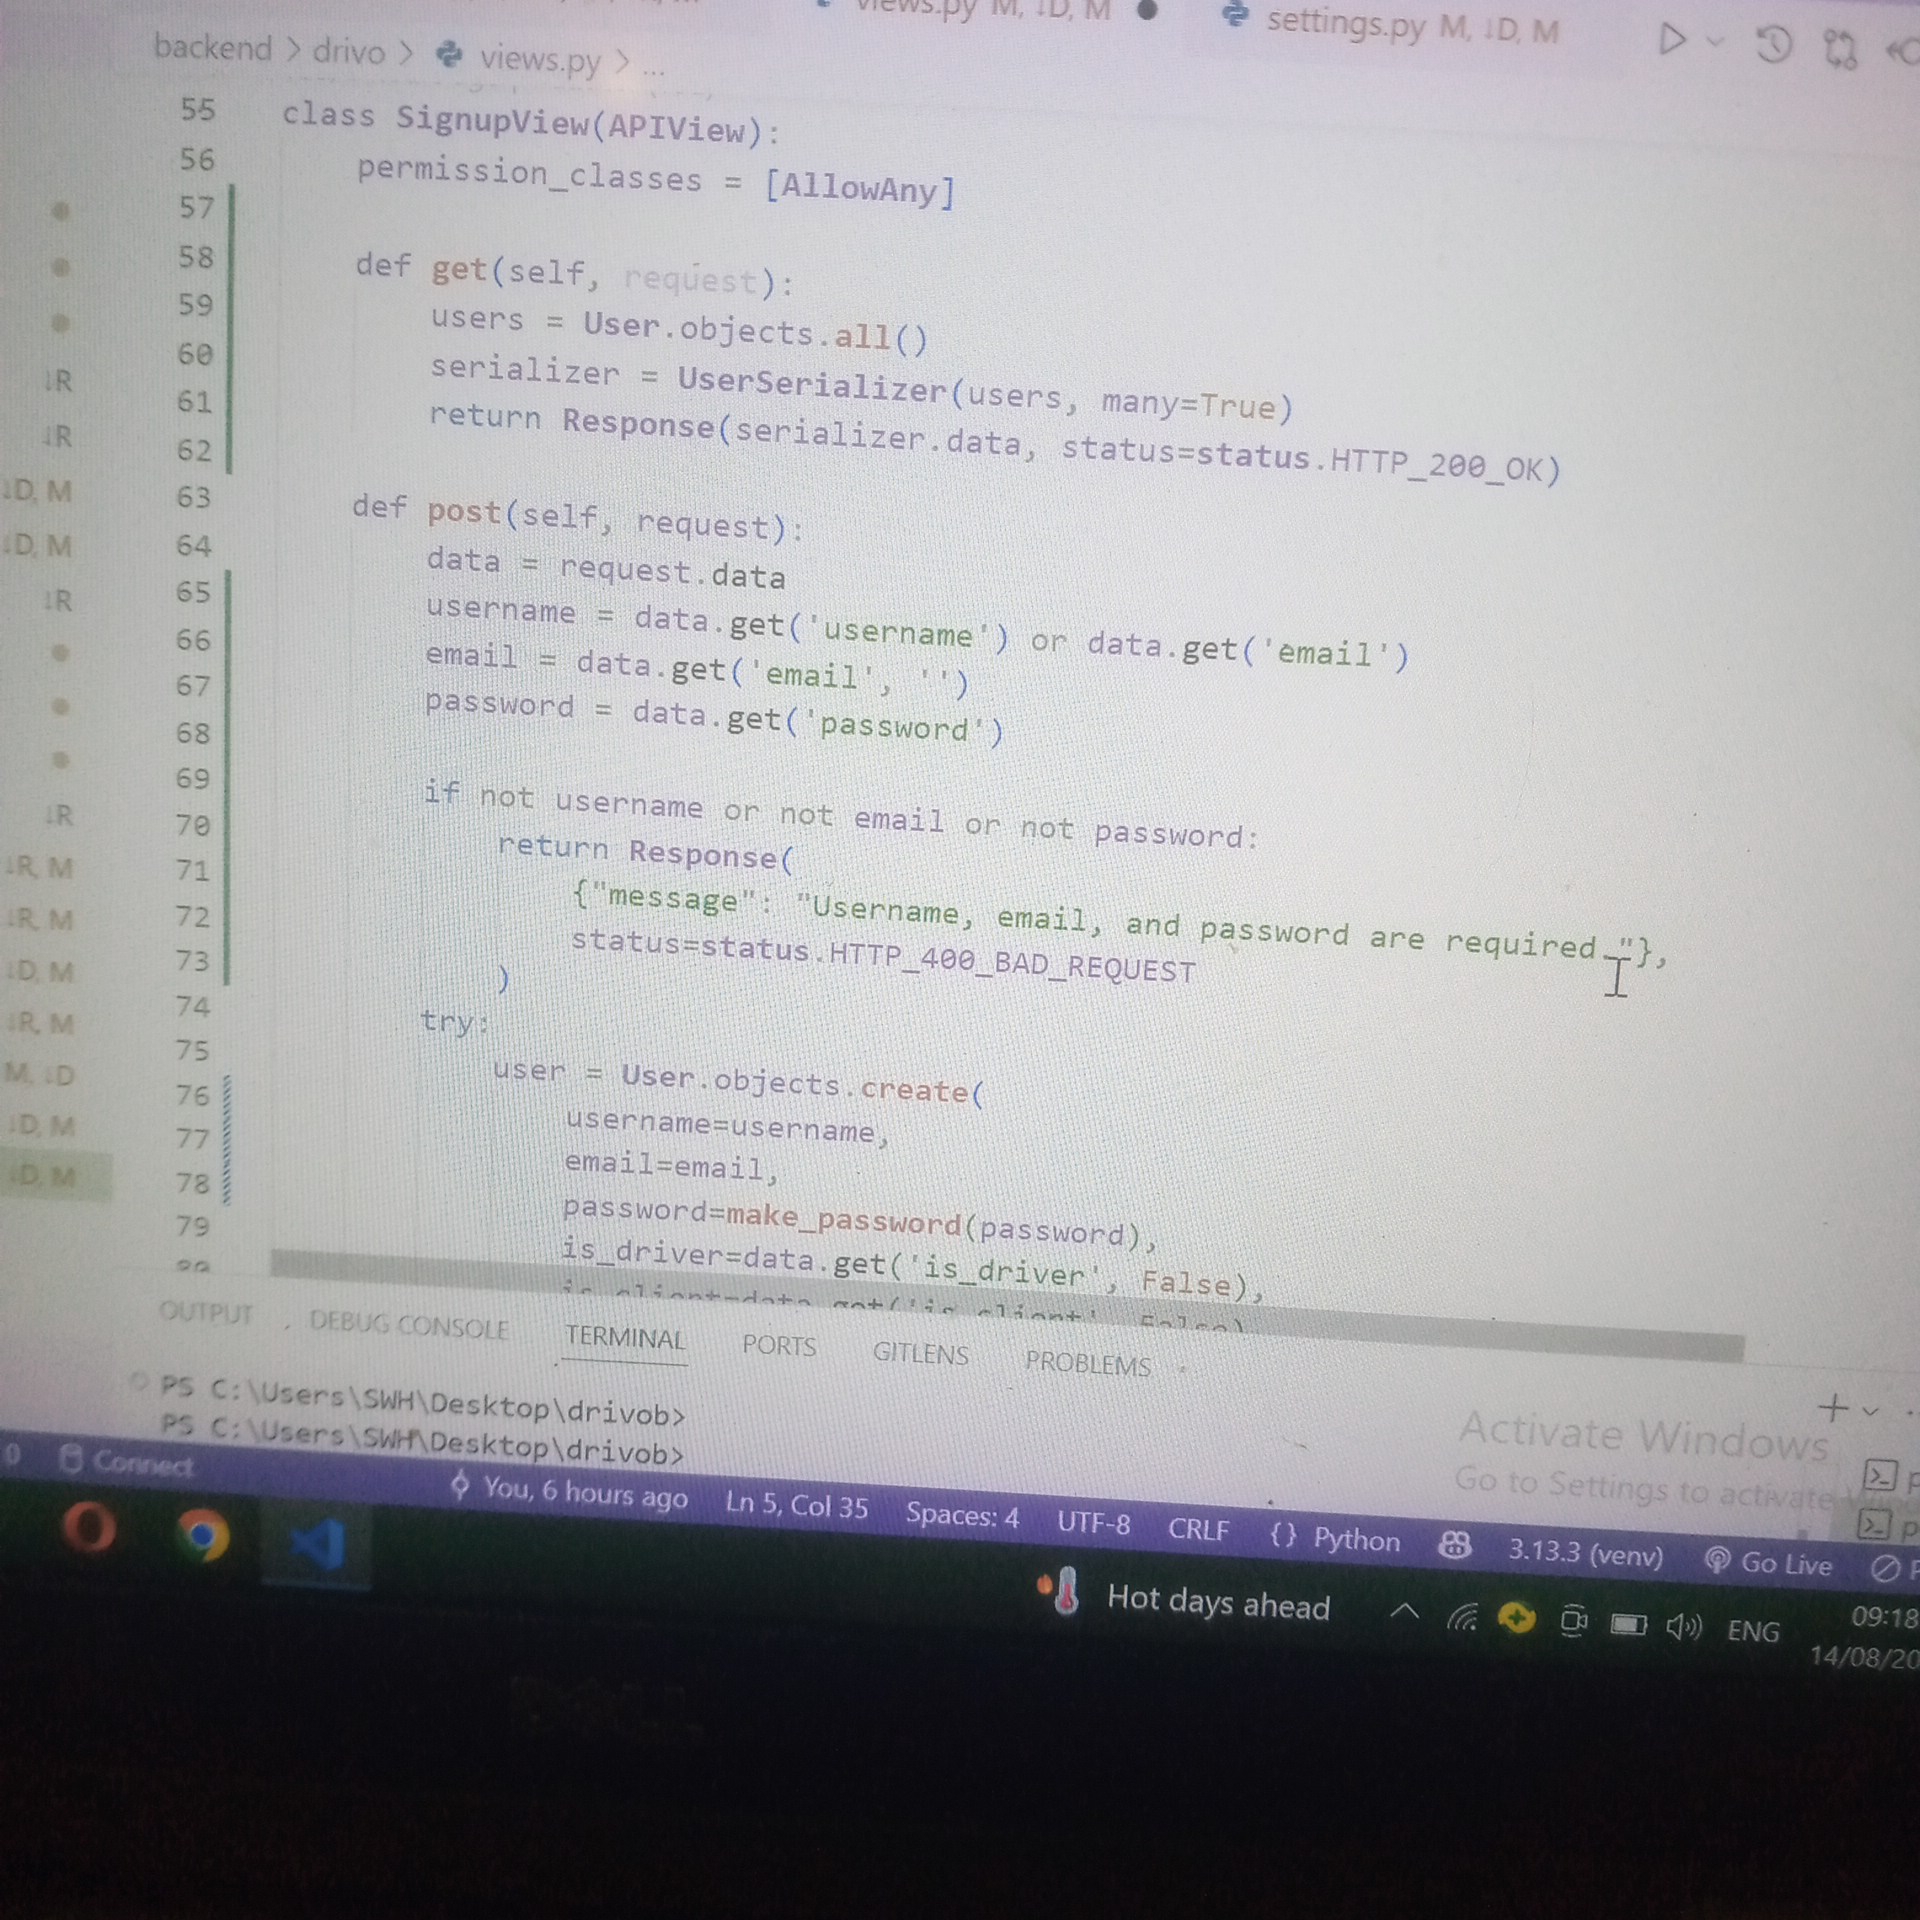 views.py M, ↓D, M ● settings.py M, ↓D, M
backend > drivo > views.py > ...
55 class SignupView(APIView):
56     permission_classes = [AllowAny]
57
58     def get(self, request):
59         users = User.objects.all()
60         serializer = UserSerializer(users, many=True)
61         return Response(serializer.data, status=status.HTTP_200_OK)
62
63     def post(self, request):
64         data = request.data
65         username = data.get('username') or data.get('email')
66         email = data.get('email', '')
67         password = data.get('password')
68
69         if not username or not email or not password:
70             return Response(
71                 {"message": "Username, email, and password are required."},
72                 status=status.HTTP_400_BAD_REQUEST
73             )
74         try:
75             user = User.objects.create(
76                 username=username,
77                 email=email,
78                 password=make_password(password),
79                 is_driver=data.get('is_driver', False),
80                 is_client=data.get('is_client', False)
↓R
↓R
↓D, M
↓D, M
↓R
↓R
↓R, M
↓R, M
↓D, M
↓R, M
M, ↓D
↓D, M
↓D, M
OUTPUT DEBUG CONSOLE TERMINAL PORTS GITLENS PROBLEMS
PS C:\Users\SWH\Desktop\drivob>
PS C:\Users\SWH\Desktop\drivob>
Activate Windows
Go to Settings to activate
0 Connect You, 6 hours ago Ln 5, Col 35 Spaces: 4 UTF-8 CRLF {} Python 3.13.3 (venv) Go Live
Hot days ahead ENG 09:18
14/08/20